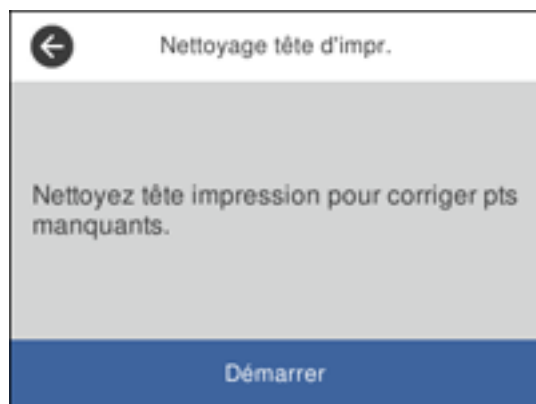 Nettoyage tête d'impr.
Nettoyez tête impression pour corriger pts
manquants.
Démarrer